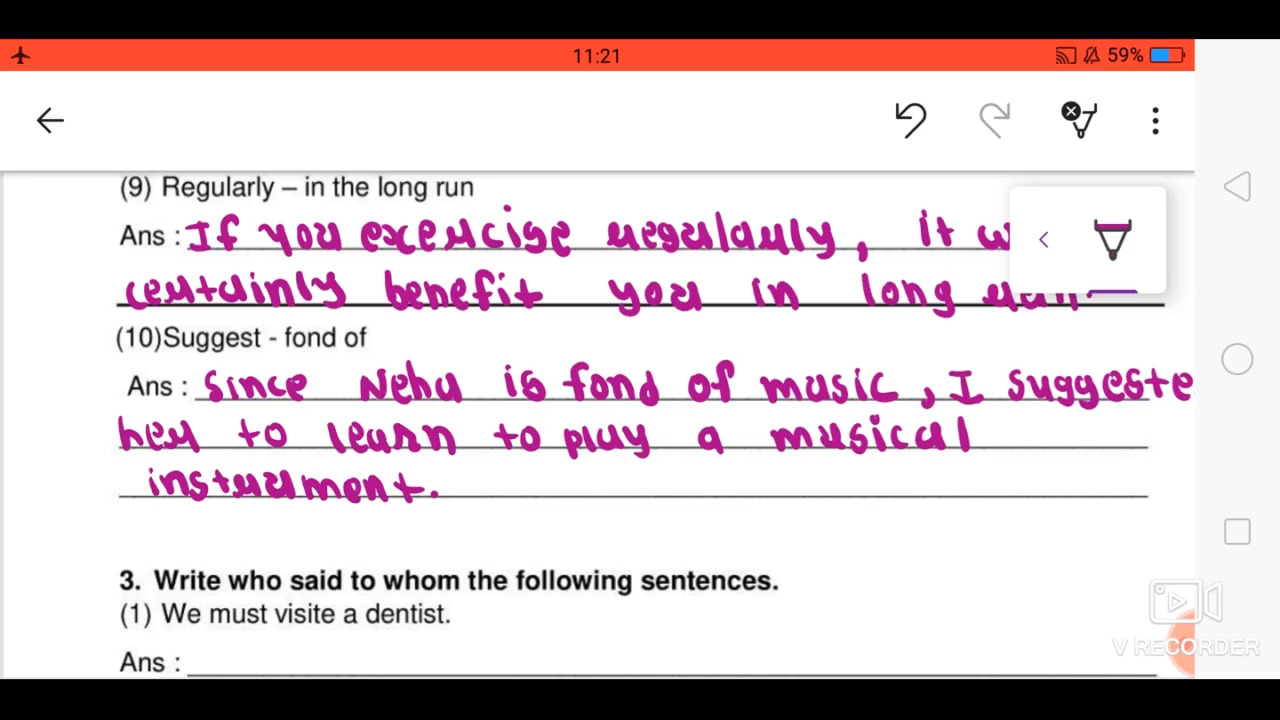 11:21
59%
(9) Regularly – in the long run
Ans : If you exercise regularly, it w
certainly benefit you in long run.
(10)Suggest - fond of
Ans : Since Neha is fond of music, I suggeste
her to learn to play a musical
instrument.
3. Write who said to whom the following sentences.
(1) We must visite a dentist.
Ans :
V RECORDER